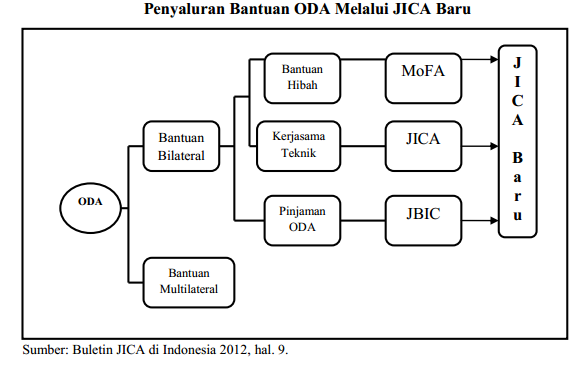 Penyaluran Bantuan ODA Melalui JICA Baru
Bantuan
Hibah
MoFA
Bantuan
Bilateral
Kerjasama
Teknik
JICA
ODA
Pinjaman
ODA
JBIC
Bantuan
Multilateral
J
I
C
A
B
a
r
u
Sumber: Buletin JICA di Indonesia 2012, hal. 9.